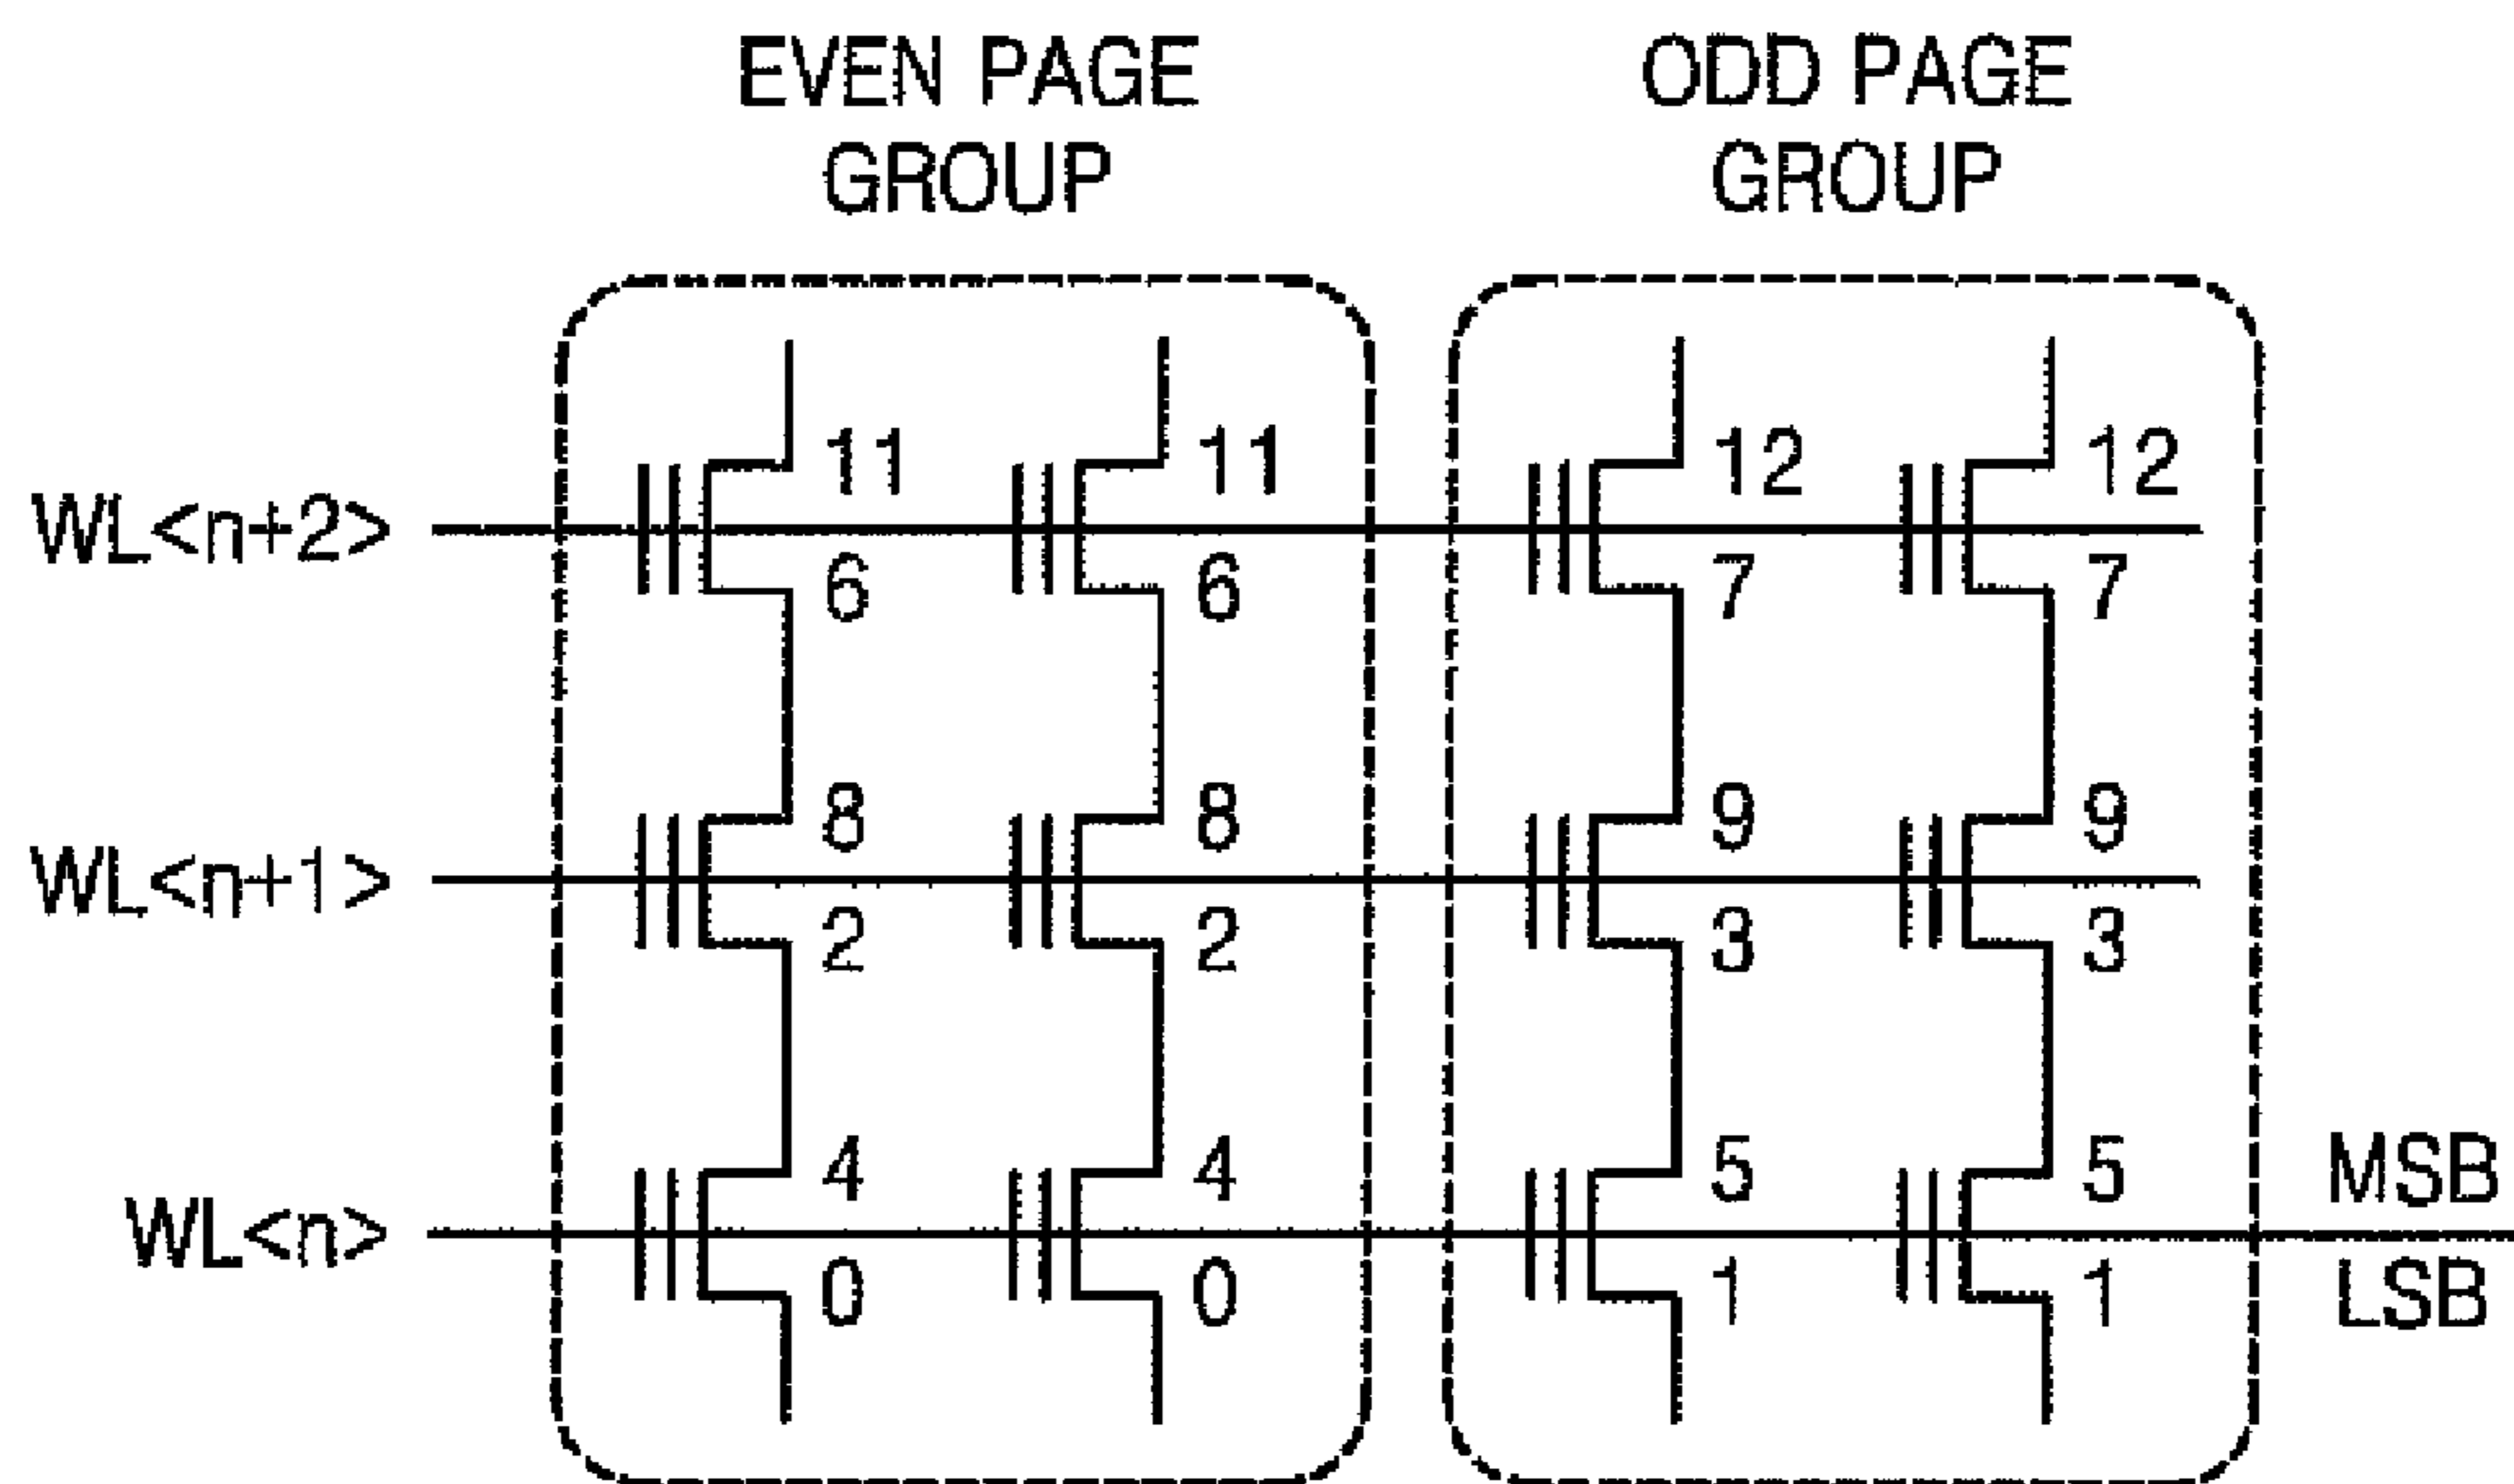 EVEN PAGE GROUP
ODD PAGE GROUP
11 11 12 12
WL<n+2>
6 6 7 7
8 8 9 9
WL<n+1>
2 2 3 3
4 4 5 5 MSB
WL<n>
0 0 1 1 LSB